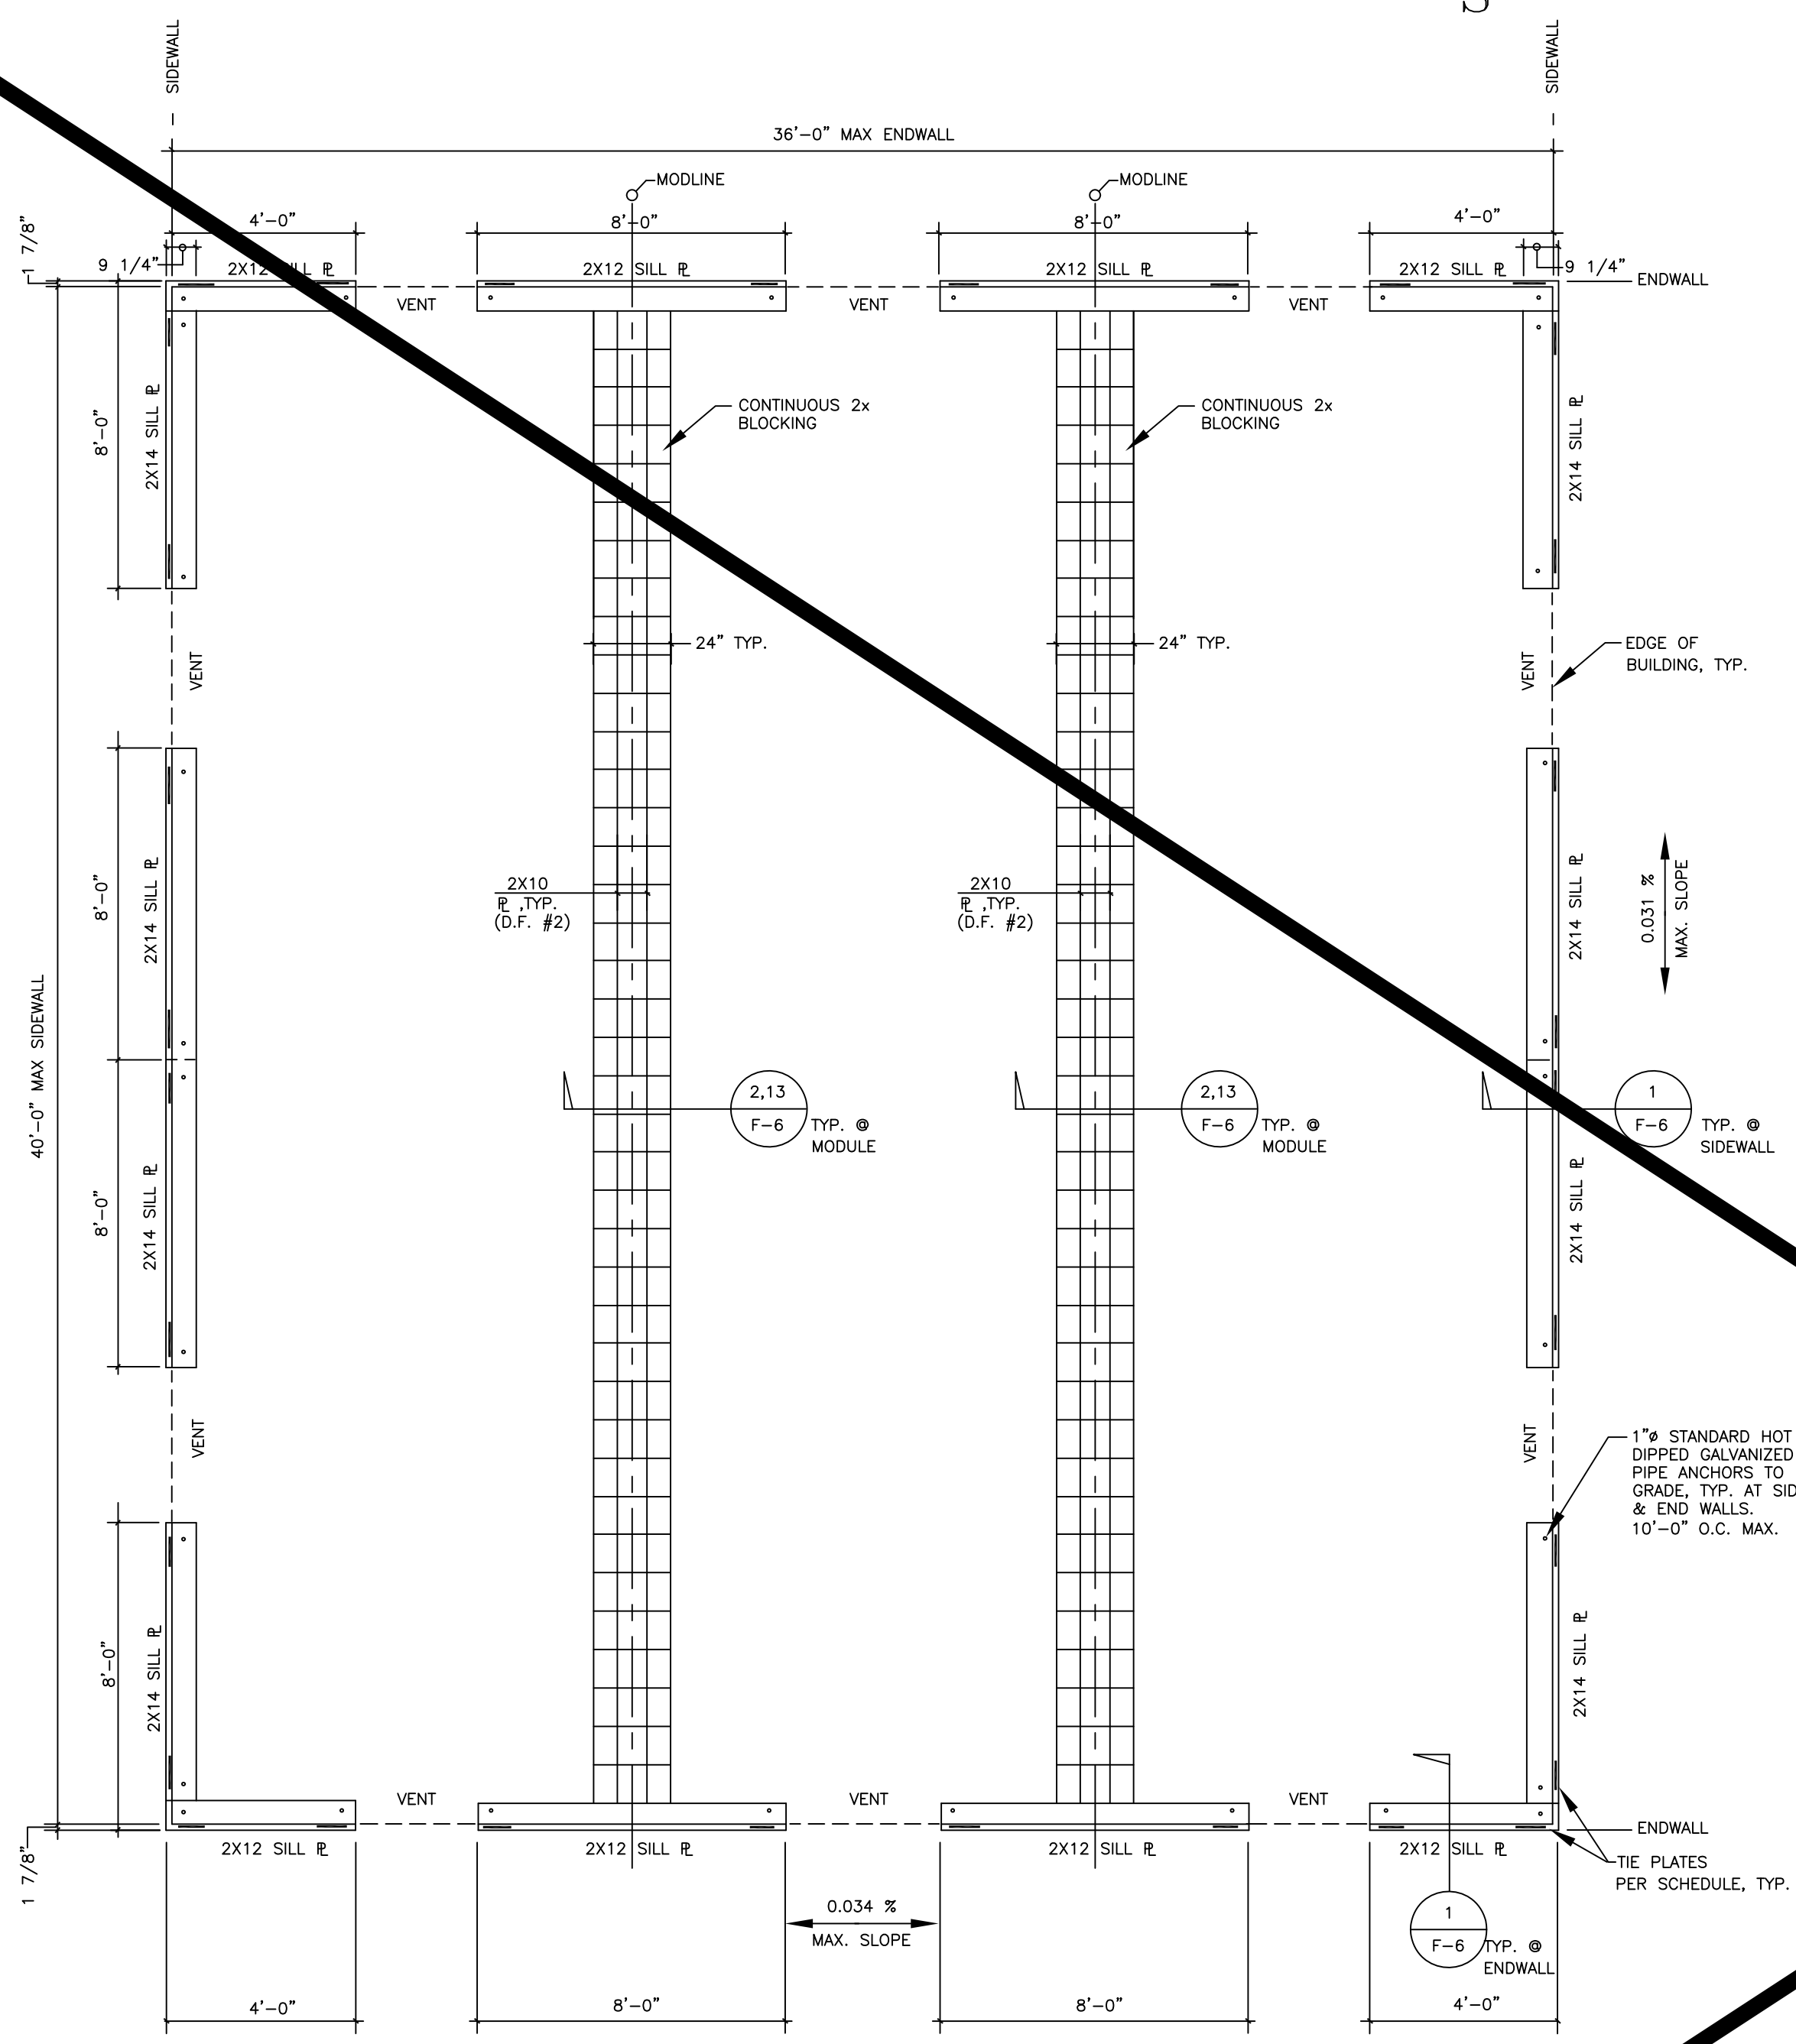 S
SIDEWALL
SIDEWALL
36'-0" MAX ENDWALL
MODLINE
MODLINE
4'-0"
8'-0"
8'-0"
4'-0"
1 7/8"
9 1/4"
2X12 SILL ⅊
2X12 SILL ⅊
2X12 SILL ⅊
2X12 SILL ⅊
9 1/4"
ENDWALL
VENT
VENT
VENT
8'-0"
2X14 SILL ⅊
CONTINUOUS 2x
BLOCKING
CONTINUOUS 2x
BLOCKING
2X14 SILL ⅊
24" TYP.
24" TYP.
VENT
VENT
EDGE OF
BUILDING, TYP.
8'-0"
2X14 SILL ⅊
2X10
⅊ ,TYP.
(D.F. #2)
2X10
⅊ ,TYP.
(D.F. #2)
2X14 SILL ⅊
0.031 %
MAX. SLOPE
40'-0" MAX SIDEWALL
8'-0"
2X14 SILL ⅊
2,13
F-6
TYP. @
MODULE
2,13
F-6
TYP. @
MODULE
1
F-6
TYP. @
SIDEWALL
2X14 SILL ⅊
VENT
VENT
1"ø STANDARD HOT
DIPPED GALVANIZED
PIPE ANCHORS TO
GRADE, TYP. AT SID
& END WALLS.
10'-0" O.C. MAX.
8'-0"
2X14 SILL ⅊
2X14 SILL ⅊
VENT
VENT
VENT
1 7/8"
2X12 SILL ⅊
2X12 SILL ⅊
2X12 SILL ⅊
2X12 SILL ⅊
ENDWALL
TIE PLATES
PER SCHEDULE, TYP.
0.034 %
MAX. SLOPE
1
F-6
TYP. @
ENDWALL
4'-0"
8'-0"
8'-0"
4'-0"